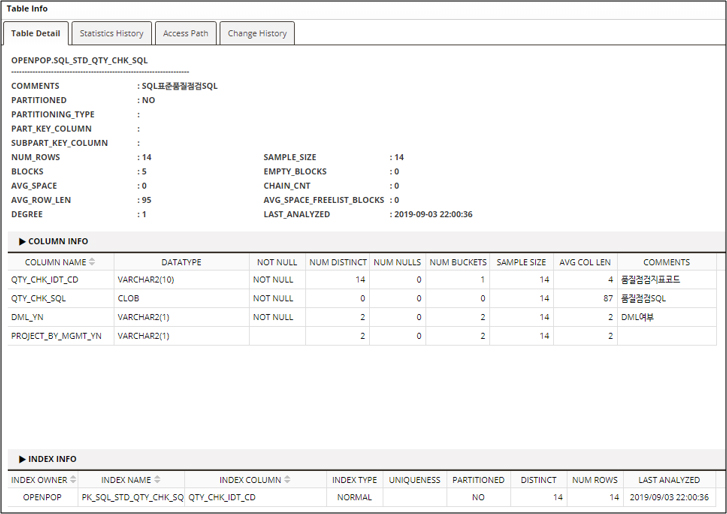 Table Info
Table Detail Statistics History Access Path Change History
OPENPOP.SQL_STD_QTY_CHK_SQL
------------------------------------------------------------
COMMENTS : SQL표준품질점검SQL
PARTITIONED : NO
PARTITIONING_TYPE :
PART_KEY_COLUMN :
SUBPART_KEY_COLUMN :
NUM_ROWS : 14 SAMPLE_SIZE : 14
BLOCKS : 5 EMPTY_BLOCKS : 0
AVG_SPACE : 0 CHAIN_CNT : 0
AVG_ROW_LEN : 95 AVG_SPACE_FREELIST_BLOCKS : 0
DEGREE : 1 LAST_ANALYZED : 2019-09-03 22:00:36
▶ COLUMN INFO
COLUMN NAME DATATYPE NOT NULL NUM DISTINCT NUM NULLS NUM BUCKETS SAMPLE SIZE AVG COL LEN COMMENTS
QTY_CHK_IDT_CD VARCHAR2(10) NOT NULL 14 0 1 14 4 품질점검지표코드
QTY_CHK_SQL CLOB NOT NULL 0 0 0 14 87 품질점검SQL
DML_YN VARCHAR2(1) NOT NULL 2 0 2 14 2 DML여부
PROJECT_BY_MGMT_YN VARCHAR2(1) 2 0 2 14 2
▶ INDEX INFO
INDEX OWNER INDEX NAME INDEX COLUMN INDEX TYPE UNIQUENESS PARTITIONED DISTINCT NUM ROWS LAST ANALYZED
OPENPOP PK_SQL_STD_QTY_CHK_SQ QTY_CHK_IDT_CD NORMAL NO 14 14 2019/09/03 22:00:36